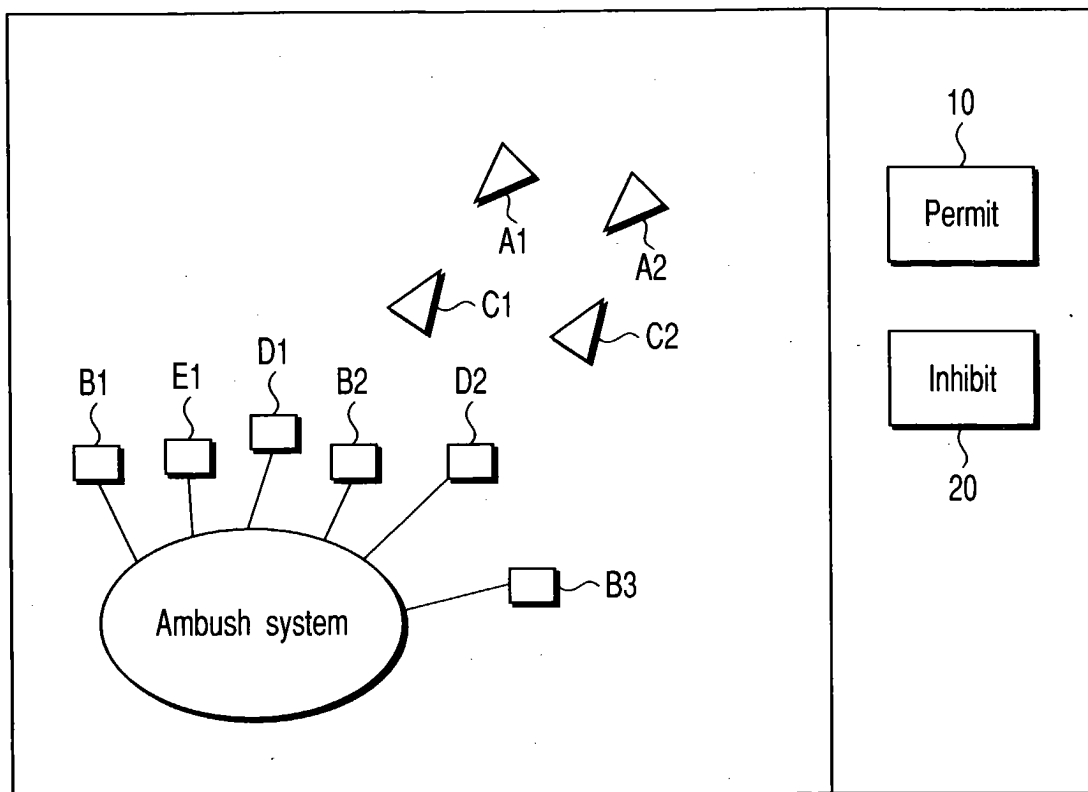 10
Permit
A1
A2
C1
C2
Inhibit
20
B1
E1
D1
B2
D2
B3
Ambush system